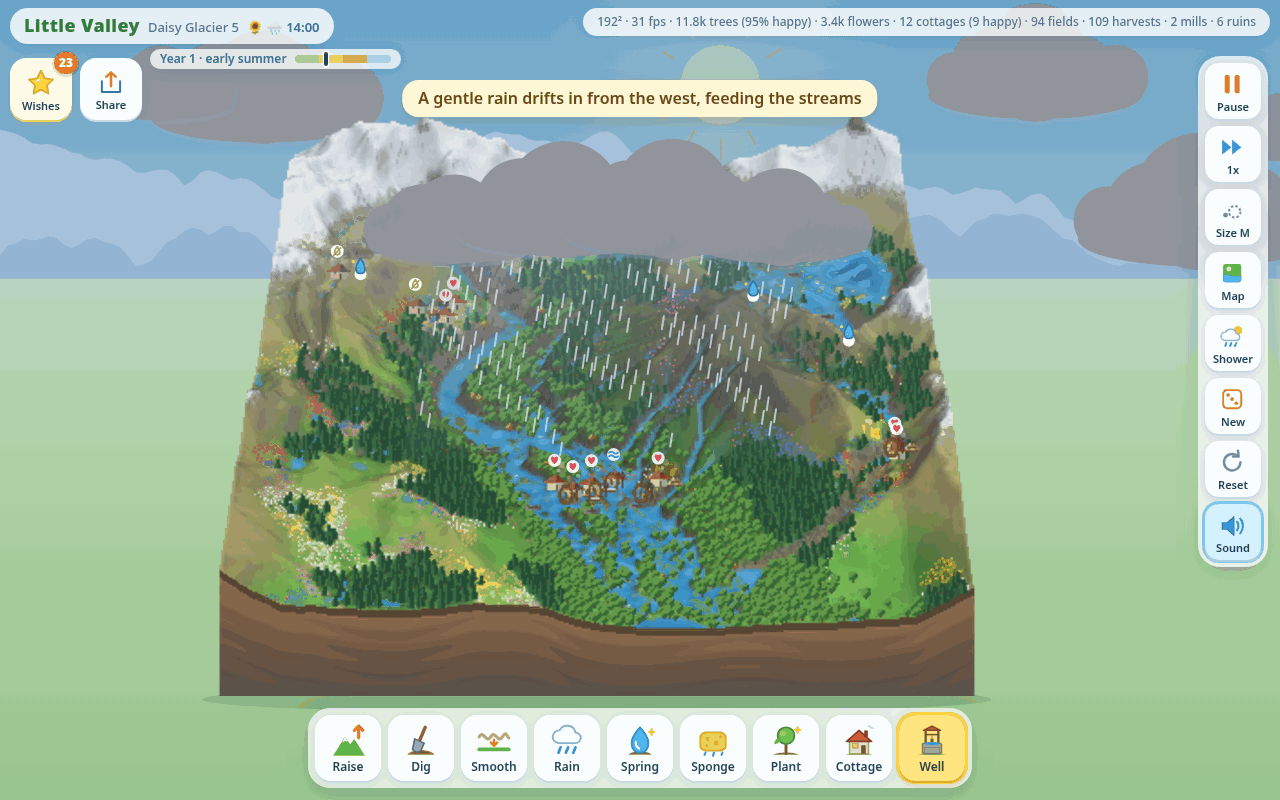 Little Valley Daisy Glacier 5 14:00
192² · 31 fps · 11.8k trees (95% happy) · 3.4k flowers · 12 cottages (9 happy) · 94 fields · 109 harvests · 2 mills · 6 ruins
Year 1 · early summer
23
Wishes
Share
A gentle rain drifts in from the west, feeding the streams
Pause
1x
Size M
Map
Shower
New
Reset
Sound
Raise
Dig
Smooth
Rain
Spring
Sponge
Plant
Cottage
Well